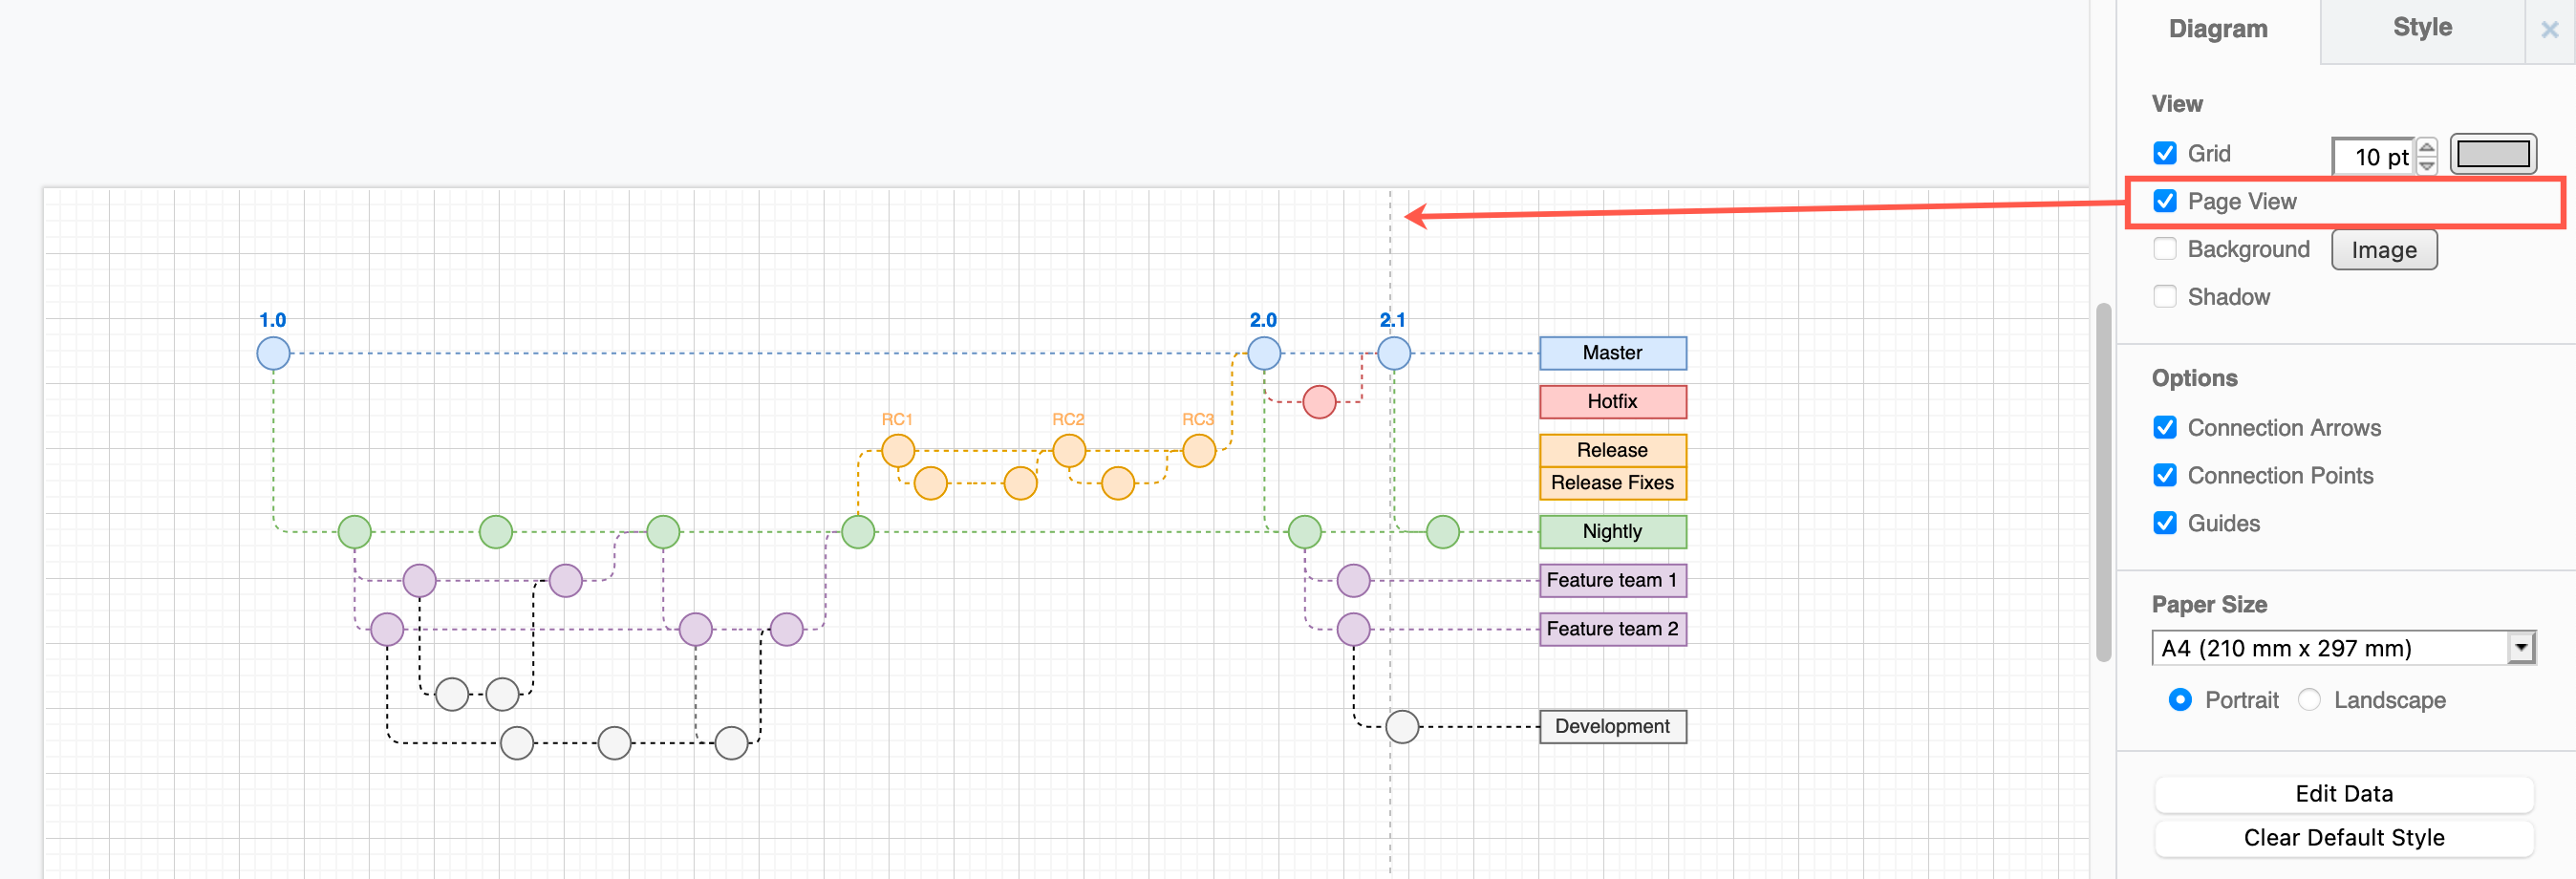 Diagram
Style
View
Grid
10 pt
Page View
Background
Image
Shadow
Options
Connection Arrows
Connection Points
Guides
Paper Size
A4 (210 mm x 297 mm)
Portrait
Landscape
Edit Data
Clear Default Style
1.0
2.0
2.1
Master
Hotfix
RC1
RC2
RC3
Release
Release Fixes
Nightly
Feature team 1
Feature team 2
Development